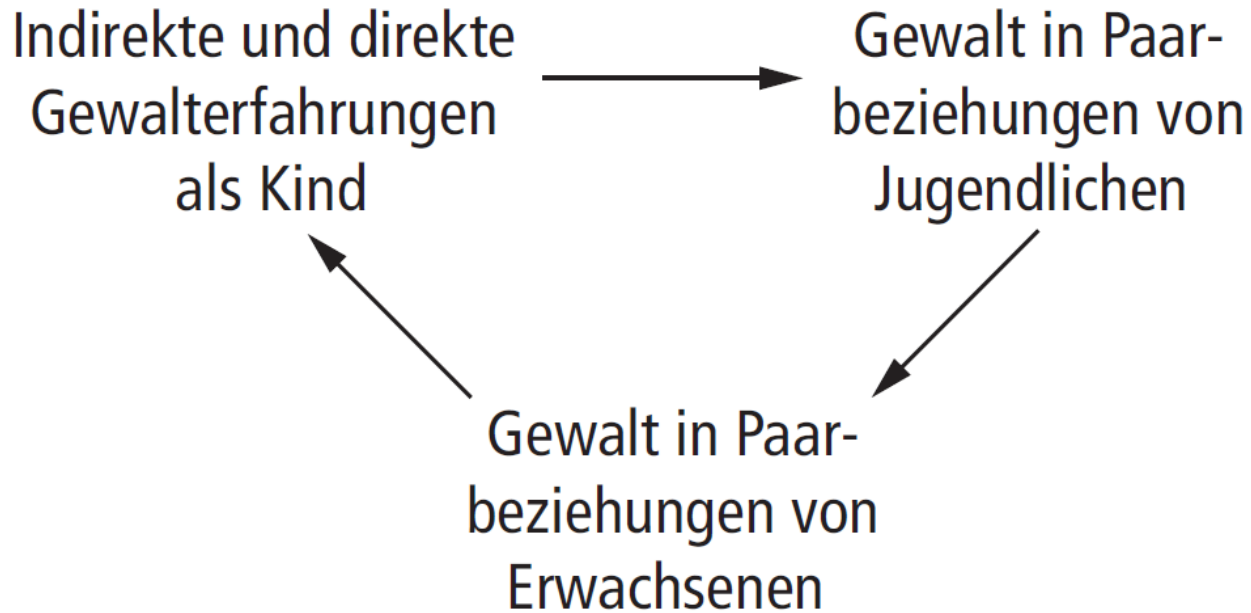 Indirekte und direkte
Gewalterfahrungen
als Kind
Gewalt in Paar-
beziehungen von
Jugendlichen
Gewalt in Paar-
beziehungen von
Erwachsenen